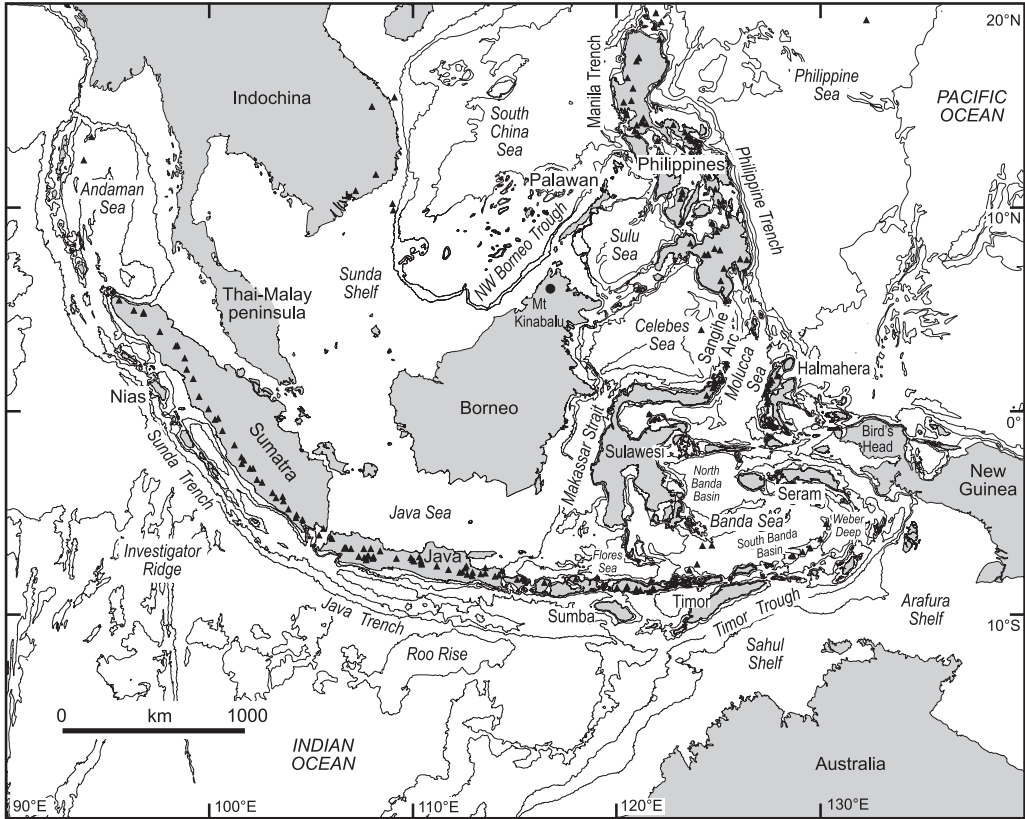 20°N
Indochina
Manila Trench
Philippine
Sea
PACIFIC
OCEAN
South
China
Sea
Andaman
Sea
Philippines
Palawan
Philippine Trench
10°N
NW Borneo Trough
Sulu
Sea
Sunda
Shelf
Thai-Malay
peninsula
Mt
Kinabalu
Celebes
Sea
Sangihe
Arc
Molucca
Sea
Halmahera
Nias
Borneo
0°
Sumatra
Sunda Trench
Makassar Strait
Sulawesi
Bird's
Head
New
Guinea
North
Banda
Basin
Seram
Java Sea
Banda Sea
South Banda
Basin
Weber
Deep
Investigator
Ridge
Java
Flores
Sea
Java Trench
Sumba
Timor
Timor Trough
Arafura
Shelf
10°S
Sahul
Shelf
Roo Rise
0 km 1000
INDIAN
OCEAN
Australia
90°E
100°E
110°E
120°E
130°E